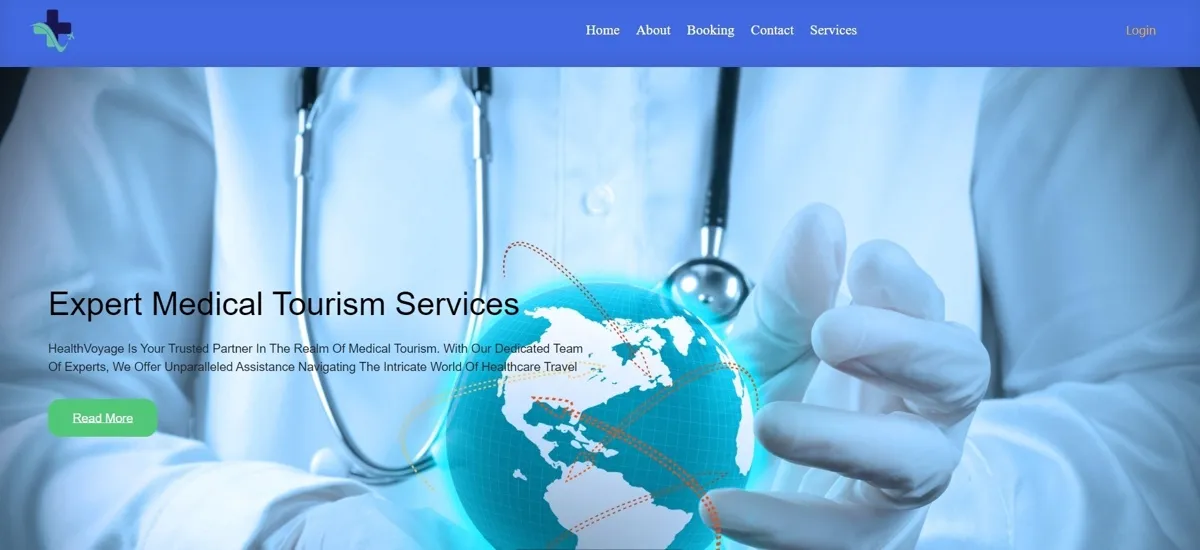 Home About Booking Contact Services Login
Expert Medical Tourism Services
HealthVoyage Is Your Trusted Partner In The Realm Of Medical Tourism. With Our Dedicated Team
Of Experts, We Offer Unparalleled Assistance Navigating The Intricate World Of Healthcare Travel
Read More